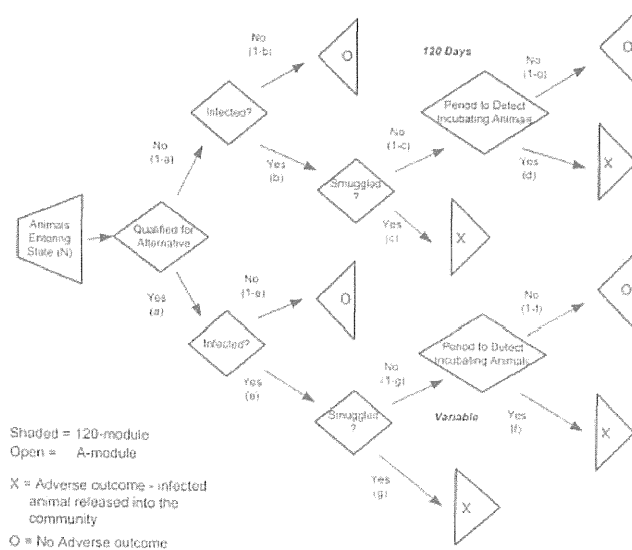 No
(1-b)
O
120 Days
No
O
Infected?
Period to Detect
Incubating Animals
No
(1-a)
Yes
(b)
No
(1-c)
Yes
(d)
X
Smuggled
?
Animals
Entering
State (N)
Qualified for
Alternative
Yes
(c)
X
Yes
(a)
No
(1-e)
O
No
(1-f)
O
Infected?
Period to Detect
Incubating Animals
Yes
(e)
No
(1-g)
Smuggled
?
Variable
Yes
(f)
X
Yes
(g)
X
Shaded = 120-module
Open = A-module
X = Adverse outcome - infected
animal released into the
community
O = No Adverse outcome